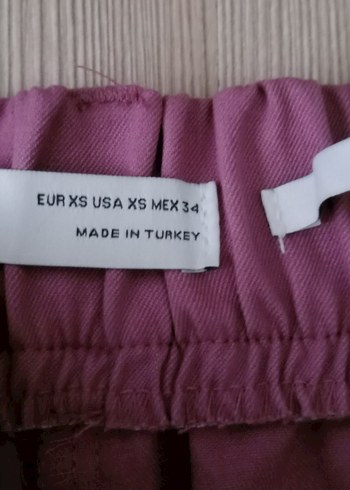 EUR XS USA XS MEX 34
MADE IN TURKEY